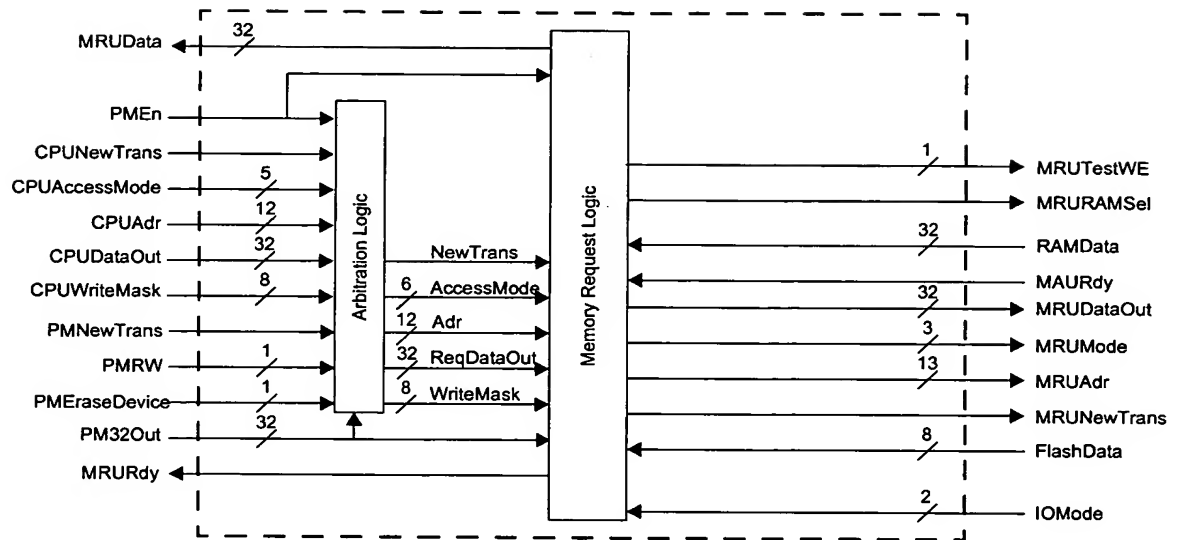 MRUData
32
PMEn
CPUNewTrans
CPUAccessMode
5
CPUAdr
12
CPUDataOut
32
CPUWriteMask
8
PMNewTrans
PMRW
1
PMEraseDevice
1
PM32Out
32
MRURdy
Arbitration Logic
NewTrans
6
AccessMode
12
Adr
32
ReqDataOut
8
WriteMask
Memory Request Logic
1
MRUTestWE
MRURAMSel
32
RAMData
MAURdy
32
MRUDataOut
3
MRUMode
13
MRUAdr
MRUNewTrans
8
FlashData
2
IOMode